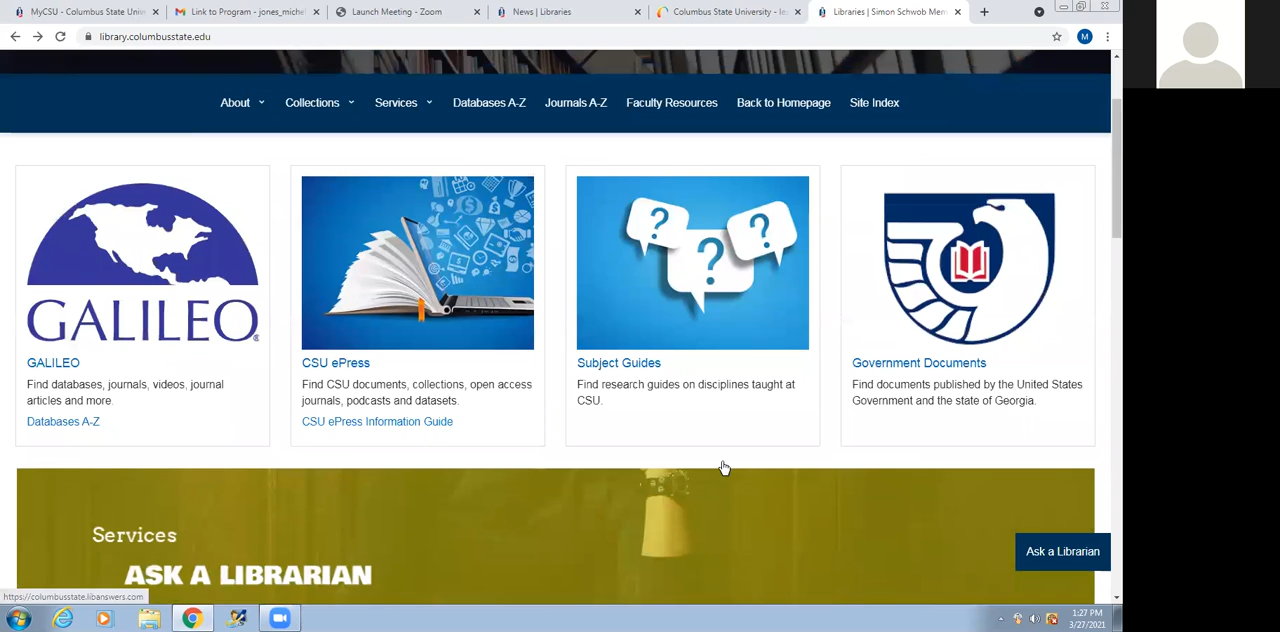 MyCSU - Columbus State Univ
Link to Program - jones_michel
Launch Meeting - Zoom
News | Libraries
Columbus State University - le
Libraries | Simon Schwob Mem
library.columbusstate.edu
M
About
Collections
Services
Databases A-Z
Journals A-Z
Faculty Resources
Back to Homepage
Site Index
GALILEO
GALILEO
Find databases, journals, videos, journal
articles and more.
Databases A-Z
CSU ePress
Find CSU documents, collections, open access
journals, podcasts and datasets.
CSU ePress Information Guide
? ? ?
Subject Guides
Find research guides on disciplines taught at
CSU.
Government Documents
Find documents published by the United States
Government and the state of Georgia.
Services
ASK A LIBRARIAN
Ask a Librarian
https://columbusstate.libanswers.com
1:27 PM
3/27/2021